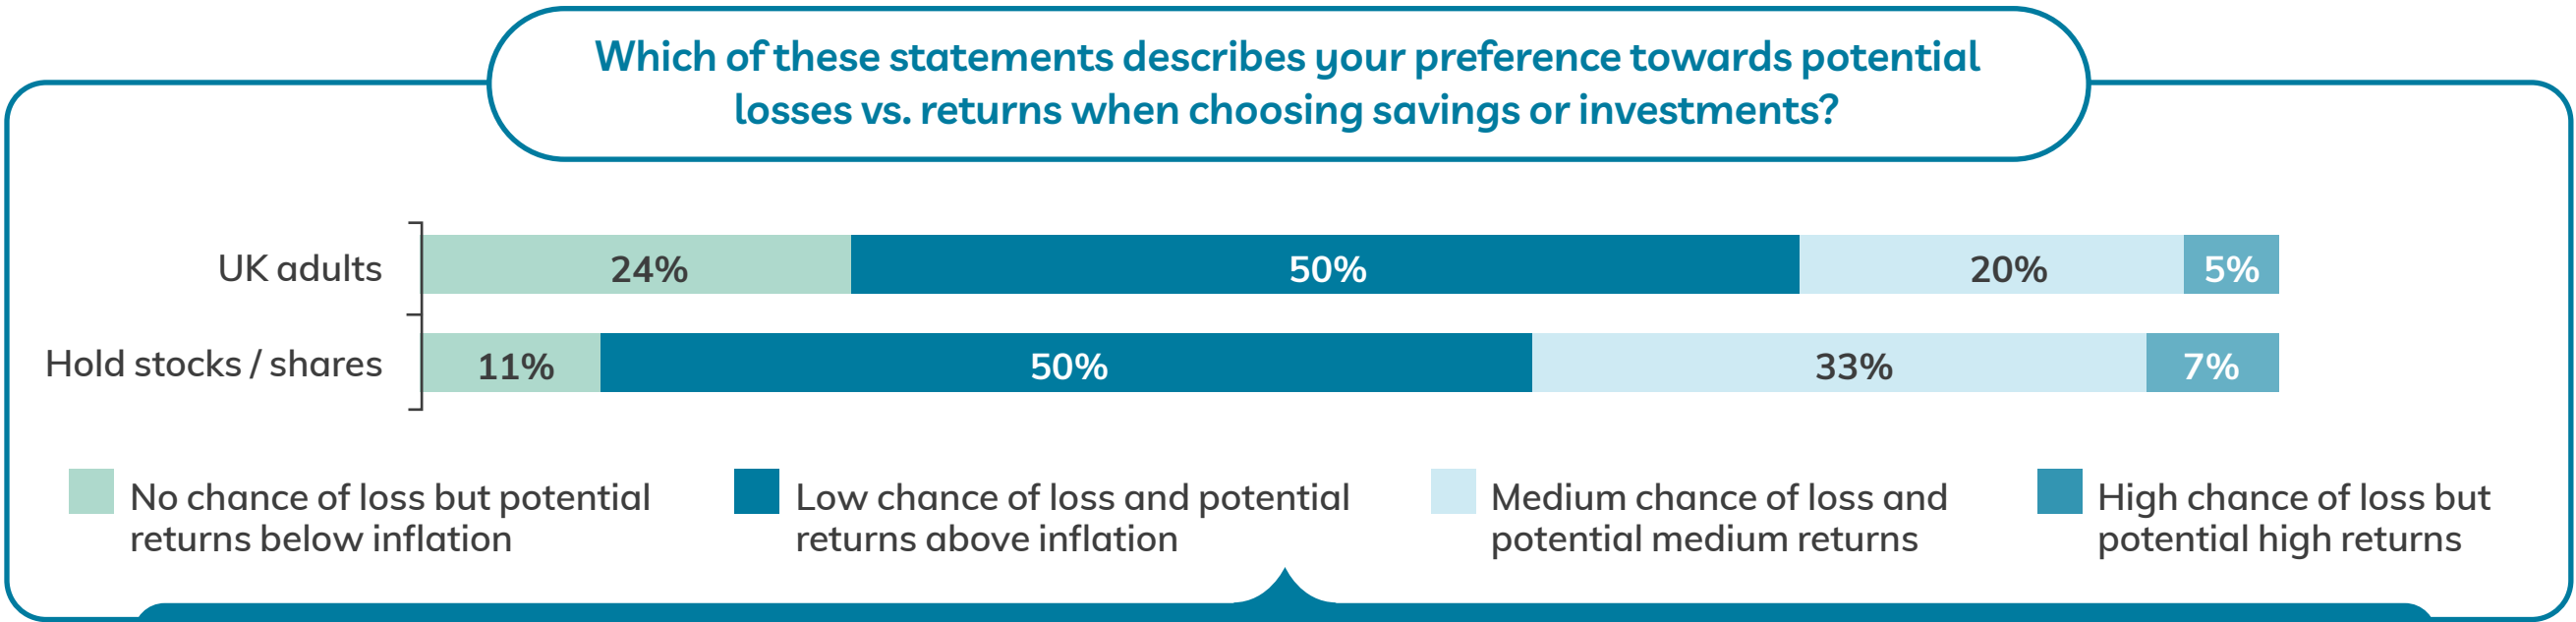 Which of these statements describes your preference towards potential
losses vs. returns when choosing savings or investments?
UK adults
24%
50%
20%
5%
Hold stocks / shares
11%
50%
33%
7%
No chance of loss but potential
returns below inflation
Low chance of loss and potential
returns above inflation
Medium chance of loss and
potential medium returns
High chance of loss but
potential high returns